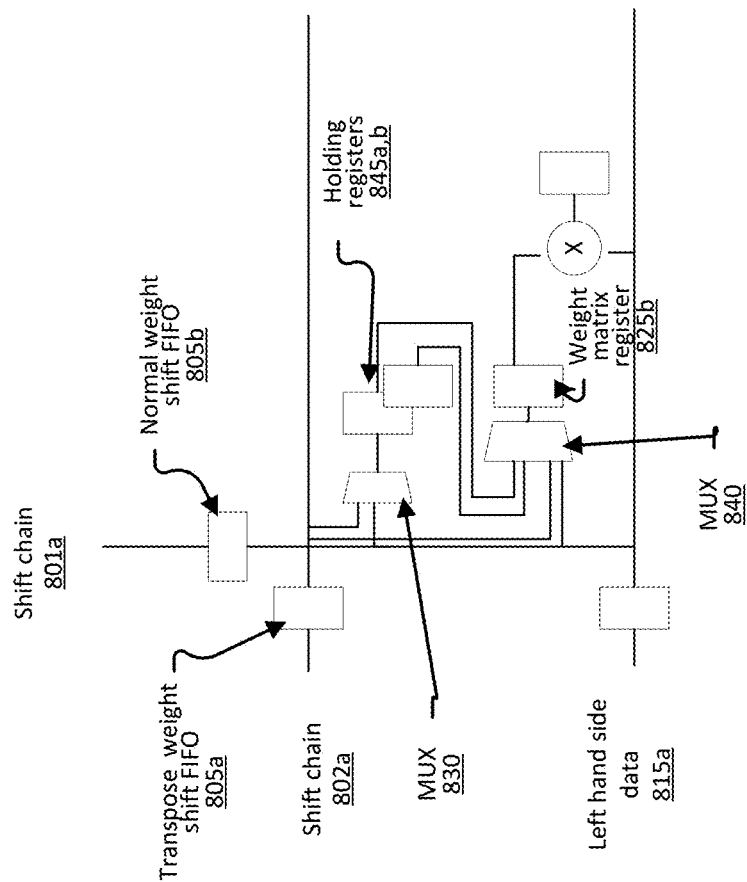 Shift chain
801a
Normal weight
shift FIFO
805b
Transpose weight
shift FIFO
805a
Holding
registers
845a,b
Shift chain
802a
MUX
830
X
Weight
matrix
register
825b
MUX
840
Left hand side
data
815a